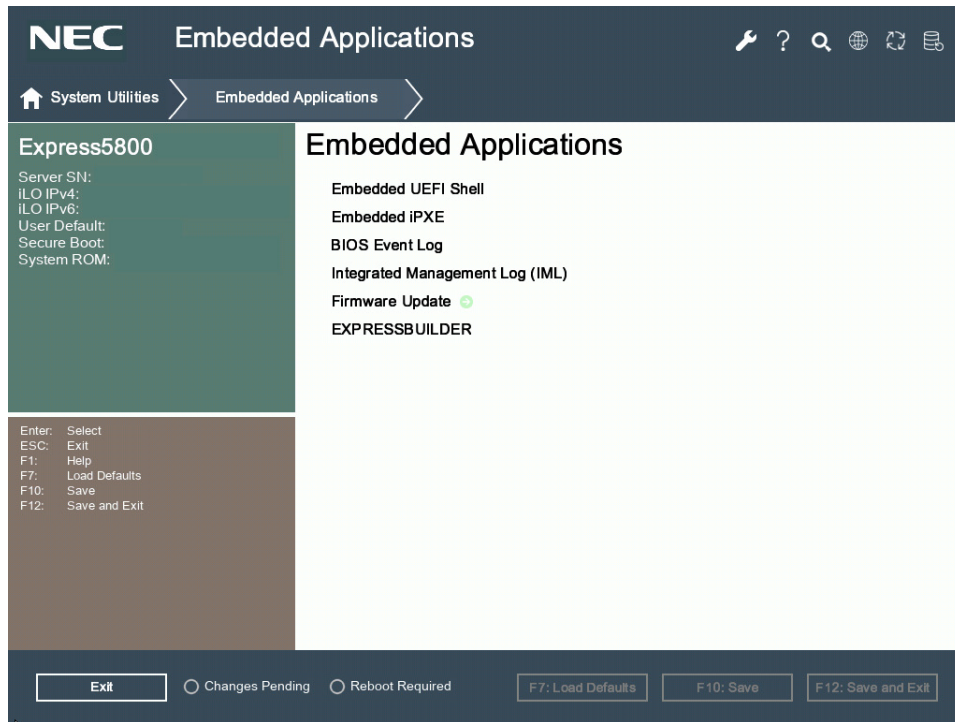 NEC Embedded Applications ?
System Utilities Embedded Applications
Express5800
Server SN:
iLO IPv4:
iLO IPv6:
User Default:
Secure Boot:
System ROM:
Embedded Applications
Embedded UEFI Shell
Embedded iPXE
BIOS Event Log
Integrated Management Log (IML)
Firmware Update
EXPRESSBUILDER
Enter: Select
ESC: Exit
F1: Help
F7: Load Defaults
F10: Save
F12: Save and Exit
Exit Changes Pending Reboot Required F7: Load Defaults F10: Save F12: Save and Exit